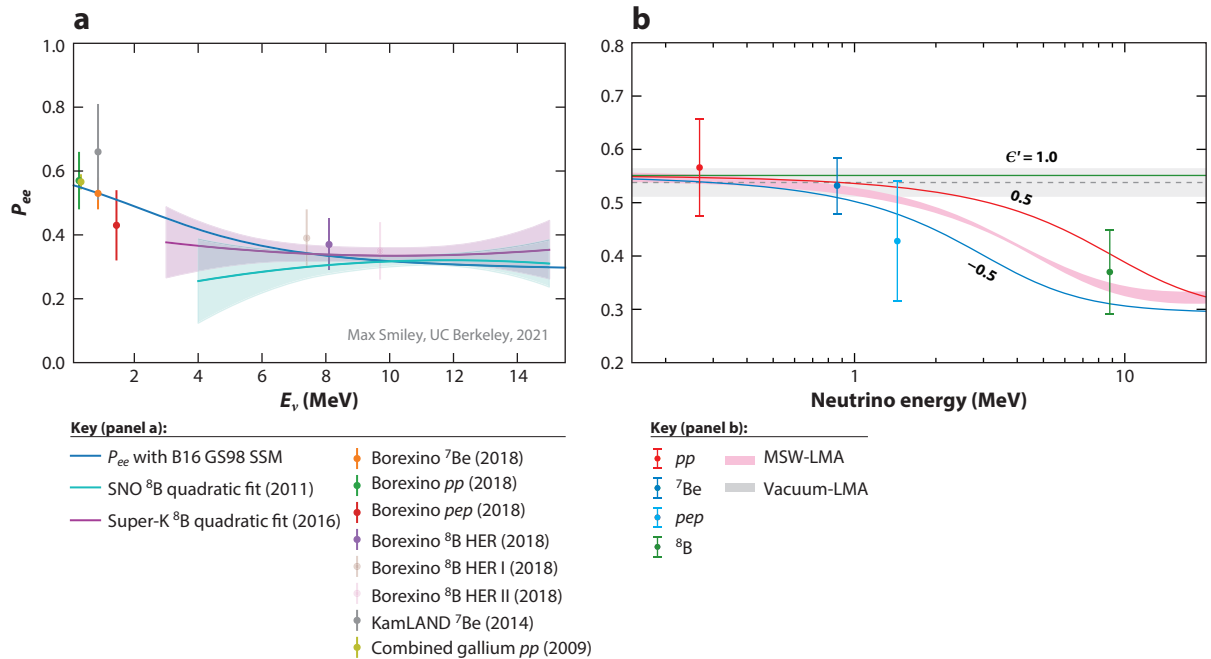 a
1.0
0.8
0.6
0.4
0.2
0.0
Pee
Max Smiley, UC Berkeley, 2021
2 4 6 8 10 12 14
Eν (MeV)
Key (panel a):
Pee with B16 GS98 SSM
SNO ⁸B quadratic fit (2011)
Super-K ⁸B quadratic fit (2016)
Borexino ⁷Be (2018)
Borexino pp (2018)
Borexino pep (2018)
Borexino ⁸B HER (2018)
Borexino ⁸B HER I (2018)
Borexino ⁸B HER II (2018)
KamLAND ⁷Be (2014)
Combined gallium pp (2009)
b
0.8
0.7
0.6
0.5
0.4
0.3
0.2
ϵ′ = 1.0
0.5
−0.5
1 10
Neutrino energy (MeV)
Key (panel b):
pp
⁷Be
pep
⁸B
MSW-LMA
Vacuum-LMA